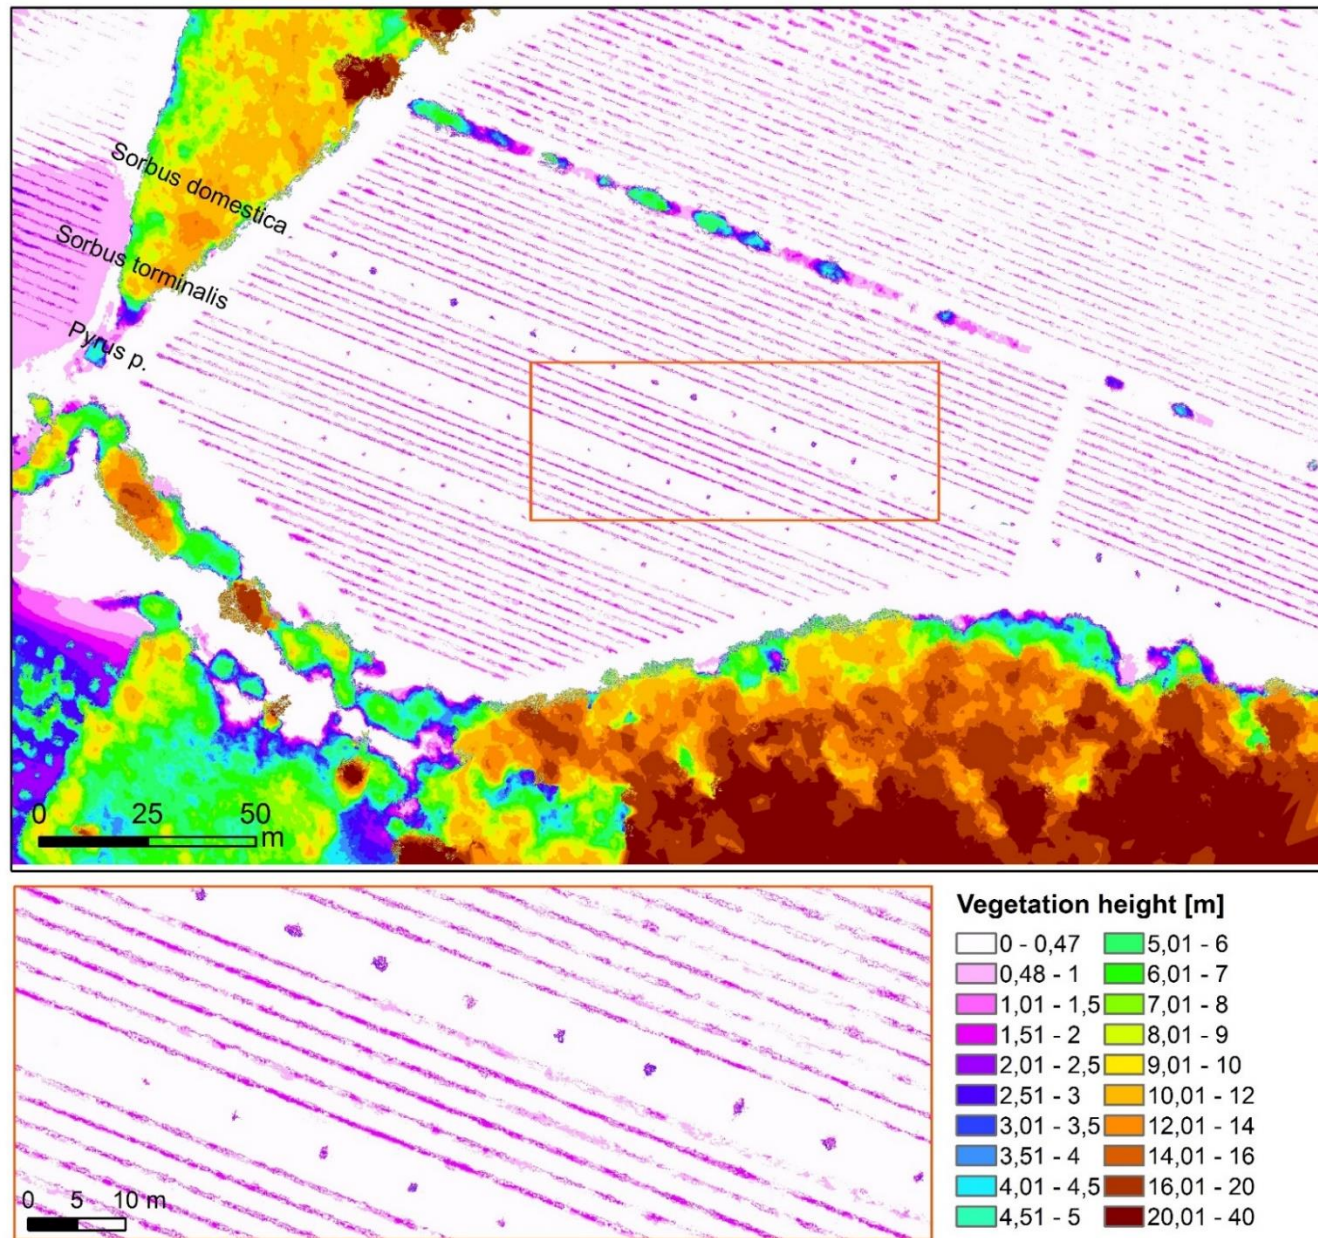 Sorbus domestica
Sorbus torminalis
Pyrus p.
0 25 50
m
Vegetation height [m]
0 - 0,47
0,48 - 1
1,01 - 1,5
1,51 - 2
2,01 - 2,5
2,51 - 3
3,01 - 3,5
3,51 - 4
4,01 - 4,5
4,51 - 5
5,01 - 6
6,01 - 7
7,01 - 8
8,01 - 9
9,01 - 10
10,01 - 12
12,01 - 14
14,01 - 16
16,01 - 20
20,01 - 40
0 5 10 m